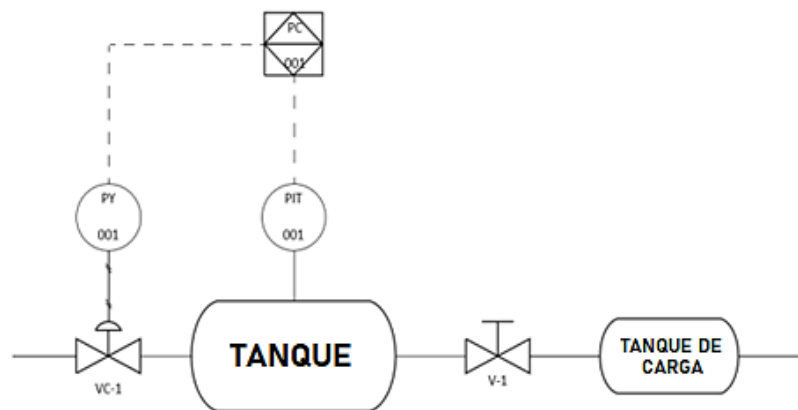 PC
001
PY
001
PIT
001
TANQUE
VC-1
V-1
TANQUE DE
CARGA